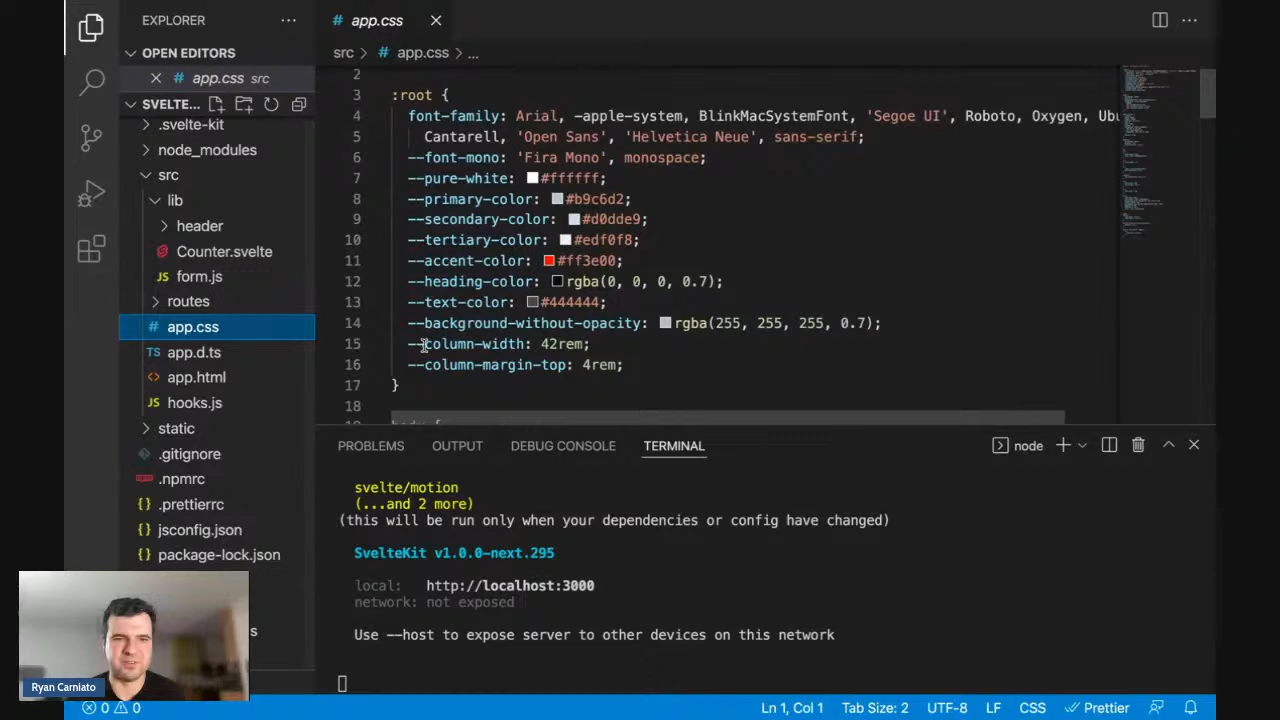 EXPLORER
app.css
OPEN EDITORS
src > # app.css > ...
# app.css src
SVELTE...
.svelte-kit
node_modules
src
lib
header
Counter.svelte
JS form.js
routes
# app.css
TS app.d.ts
app.html
JS hooks.js
static
.gitignore
.npmrc
{ } .prettierrc
{ } jsconfig.json
{ } package-lock.json
2
3 :root {
4 font-family: Arial, -apple-system, BlinkMacSystemFont, 'Segoe UI', Roboto, Oxygen, Ubu
5 Cantarell, 'Open Sans', 'Helvetica Neue', sans-serif;
6 --font-mono: 'Fira Mono', monospace;
7 --pure-white: #ffffff;
8 --primary-color: #b9c6d2;
9 --secondary-color: #d0dde9;
10 --tertiary-color: #edf0f8;
11 --accent-color: #ff3e00;
12 --heading-color: rgba(0, 0, 0, 0.7);
13 --text-color: #444444;
14 --background-without-opacity: rgba(255, 255, 255, 0.7);
15 --column-width: 42rem;
16 --column-margin-top: 4rem;
17 }
18
PROBLEMS OUTPUT DEBUG CONSOLE TERMINAL node
svelte/motion
(...and 2 more)
(this will be run only when your dependencies or config have changed)
SvelteKit v1.0.0-next.295
local: http://localhost:3000
network: not exposed
Use --host to expose server to other devices on this network
Ryan Carniato
0 0 Ln 1, Col 1 Tab Size: 2 UTF-8 LF CSS Prettier